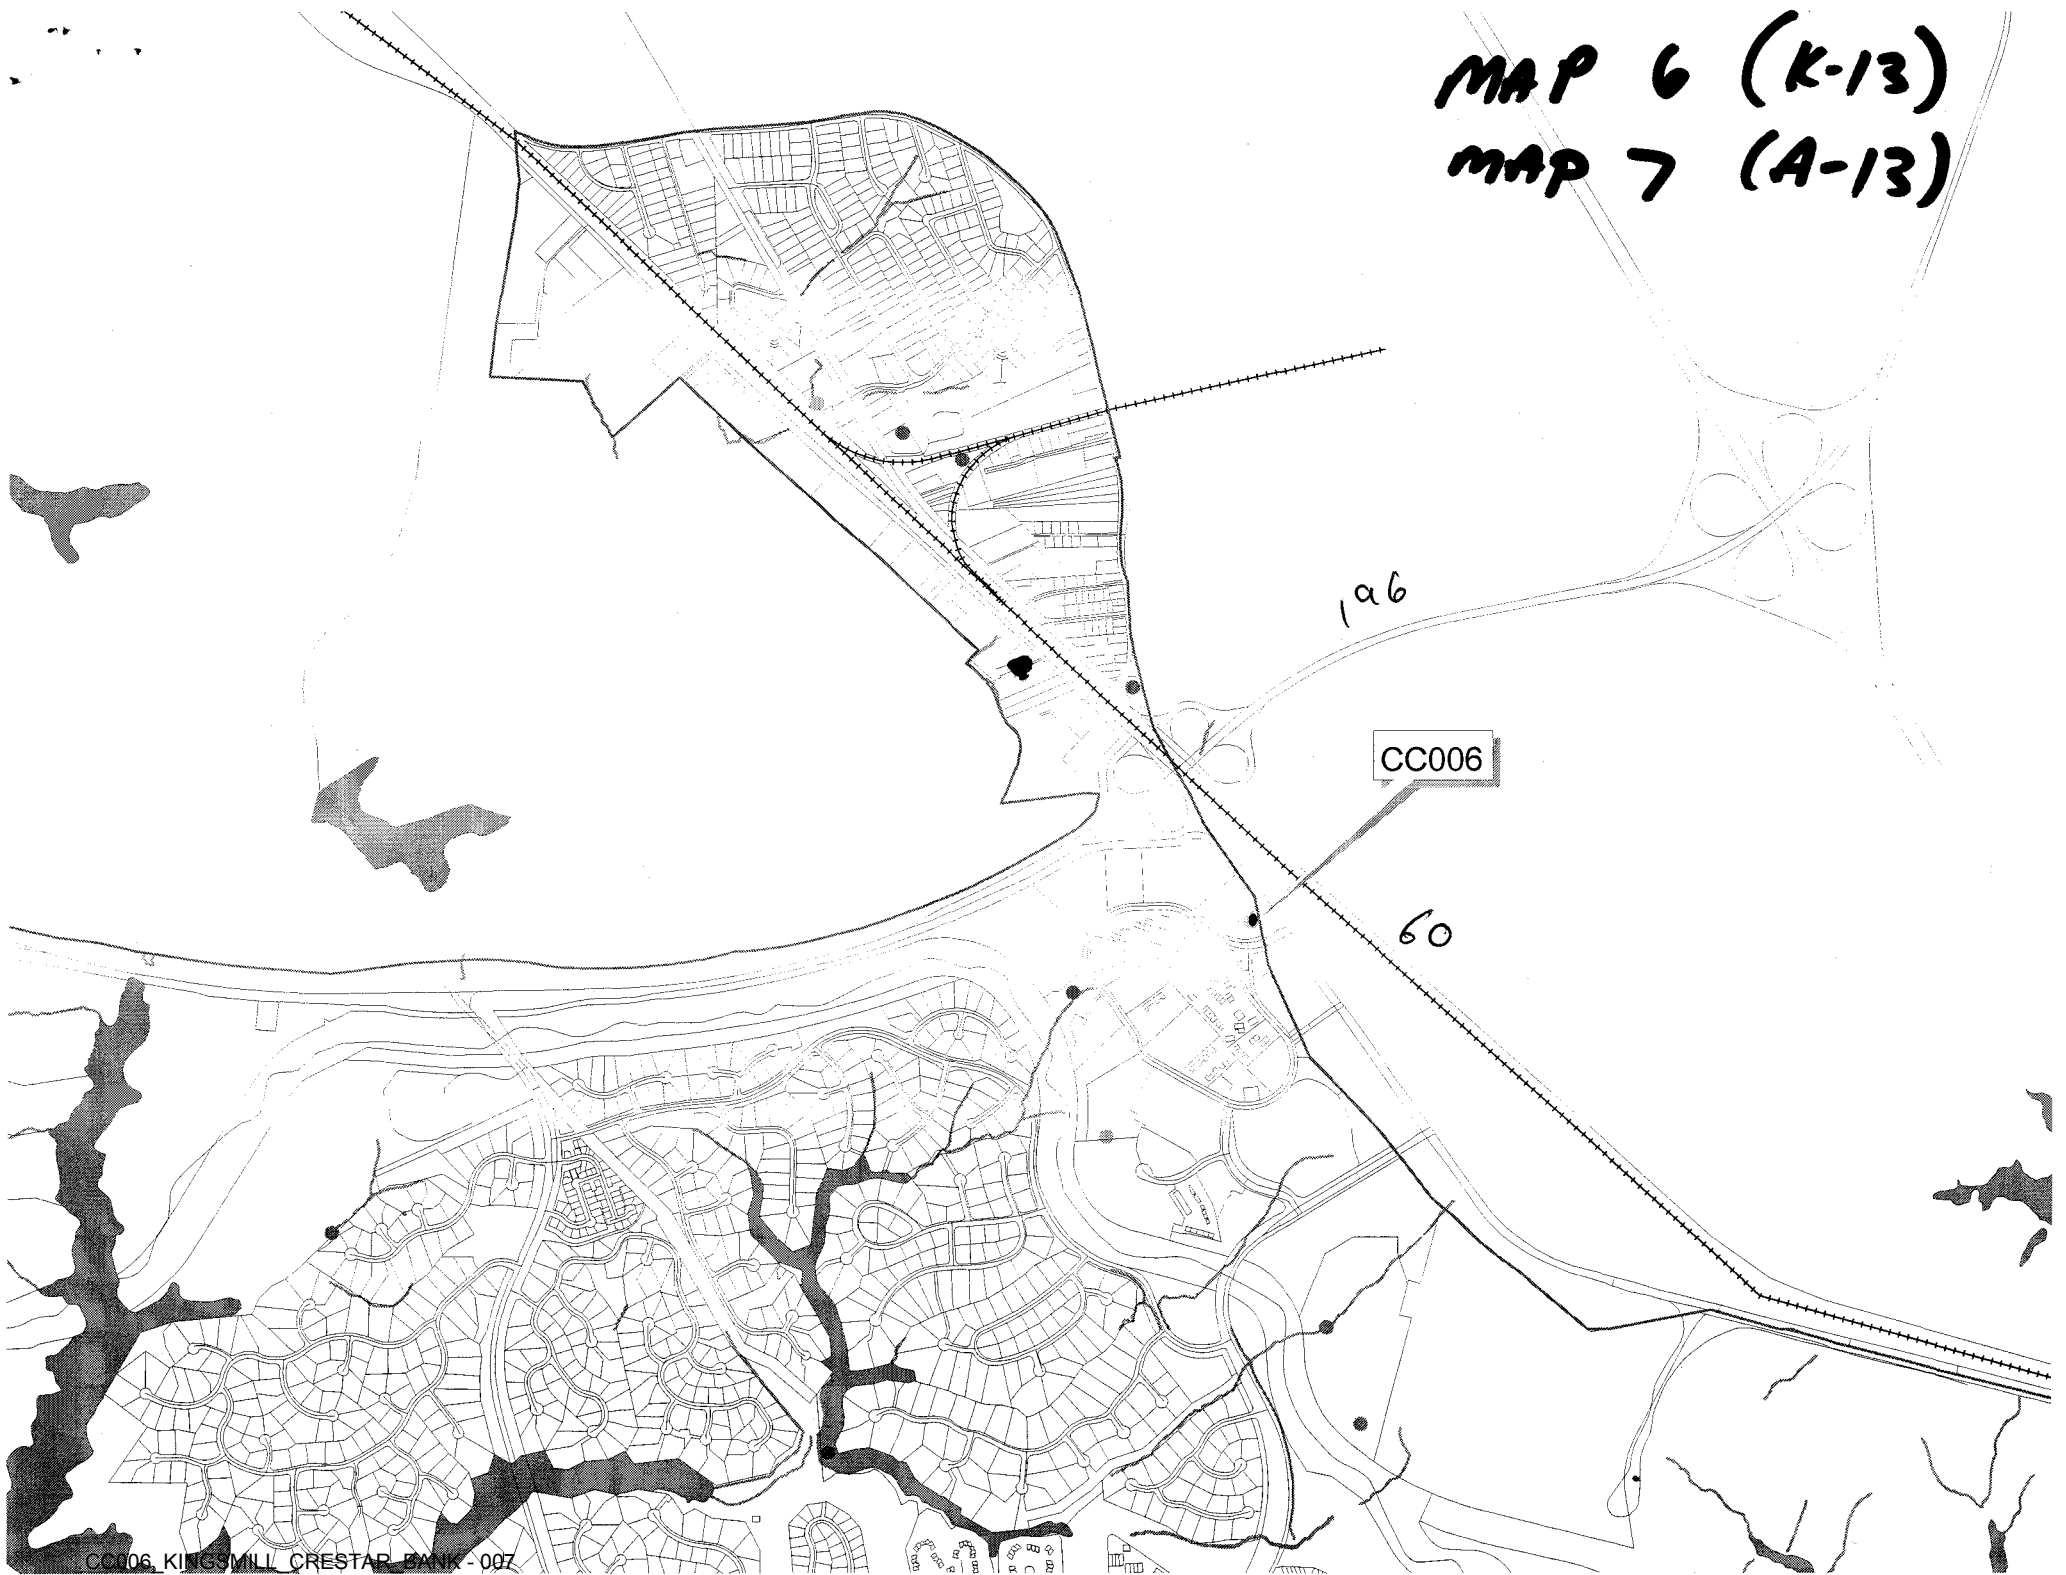 MAP 6 (K-13)
MAP 7 (A-13)
196
CC006
60
CC006_KINGSMILL_CRESTAR_BANK - 007